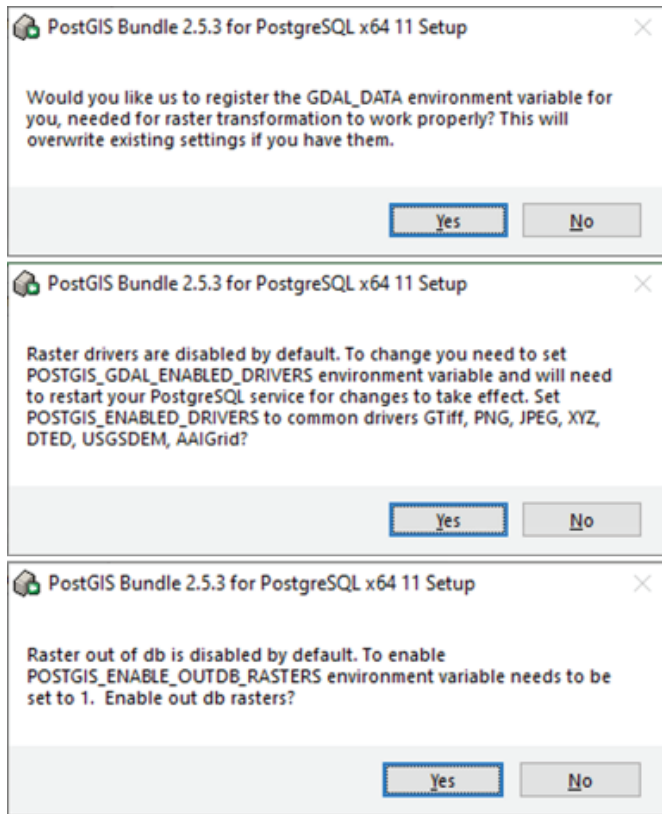 PostGIS Bundle 2.5.3 for PostgreSQL x64 11 Setup
Would you like us to register the GDAL_DATA environment variable for
you, needed for raster transformation to work properly? This will
overwrite existing settings if you have them.
Yes No
PostGIS Bundle 2.5.3 for PostgreSQL x64 11 Setup
Raster drivers are disabled by default. To change you need to set
POSTGIS_GDAL_ENABLED_DRIVERS environment variable and will need
to restart your PostgreSQL service for changes to take effect. Set
POSTGIS_ENABLED_DRIVERS to common drivers GTiff, PNG, JPEG, XYZ,
DTED, USGSDEM, AAIGrid?
Yes No
PostGIS Bundle 2.5.3 for PostgreSQL x64 11 Setup
Raster out of db is disabled by default. To enable
POSTGIS_ENABLE_OUTDB_RASTERS environment variable needs to be
set to 1.  Enable out db rasters?
Yes No